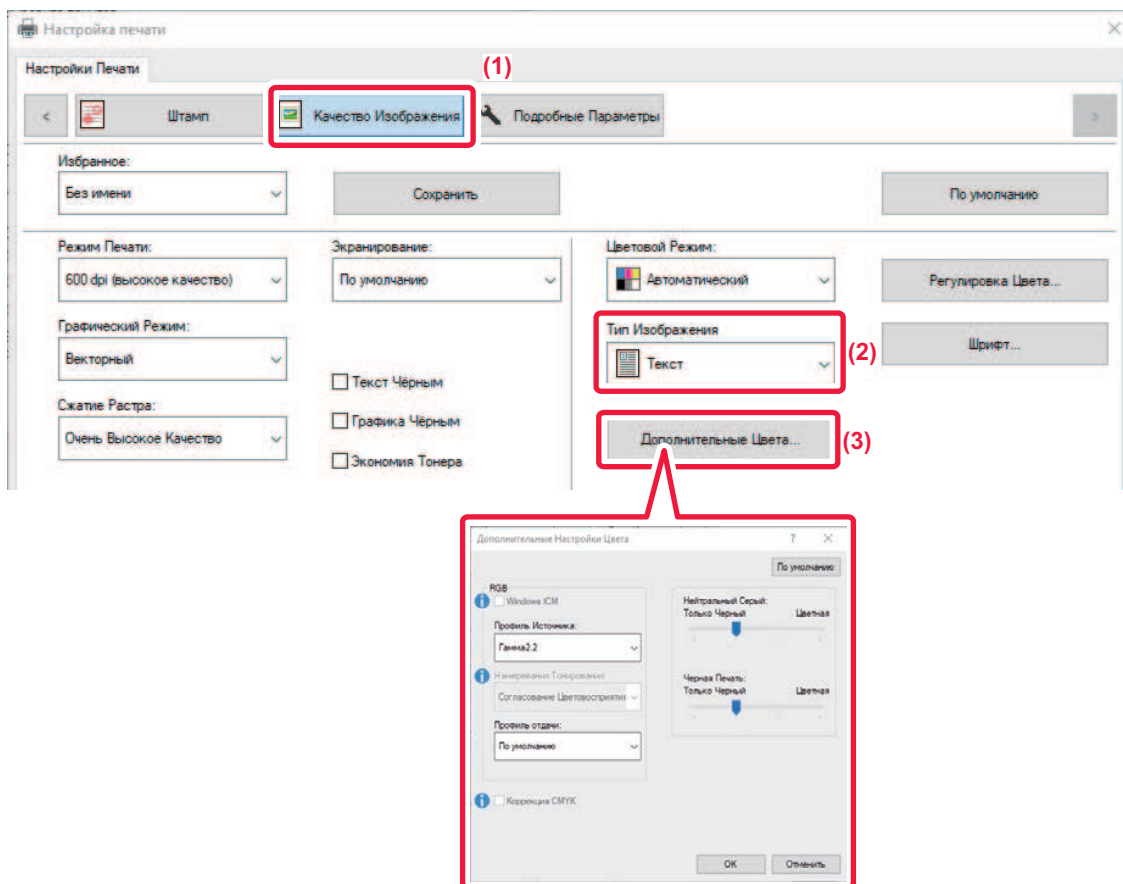 Настройка печати
Настройки Печати
(1)
<
Штамп
Качество Изображения
Подробные Параметры
>
Избранное:
Без имени
Сохранить
По умолчанию
Режим Печати:
Экранирование:
Цветовой Режим:
600 dpi (высокое качество)
По умолчанию
Автоматический
Регулировка Цвета...
Графический Режим:
Тип Изображения
Векторный
Текст
(2)
Шрифт...
Текст Чёрным
Сжатие Растра:
Графика Чёрным
Очень Высокое Качество
Дополнительные Цвета...
(3)
Экономия Тонера
Дополнительные Настройки Цвета
?
По умолчанию
RGB
Windows ICM
Профиль Источника:
Гамма2.2
Намеревания Тонирования
Согласование Цветовосприятия
Профиль отдачи:
По умолчанию
Коррекция CMYK
Нейтральный Серый:
Только Черный Цветная
Черная Печать:
Только Черный Цветная
OK
Отменить